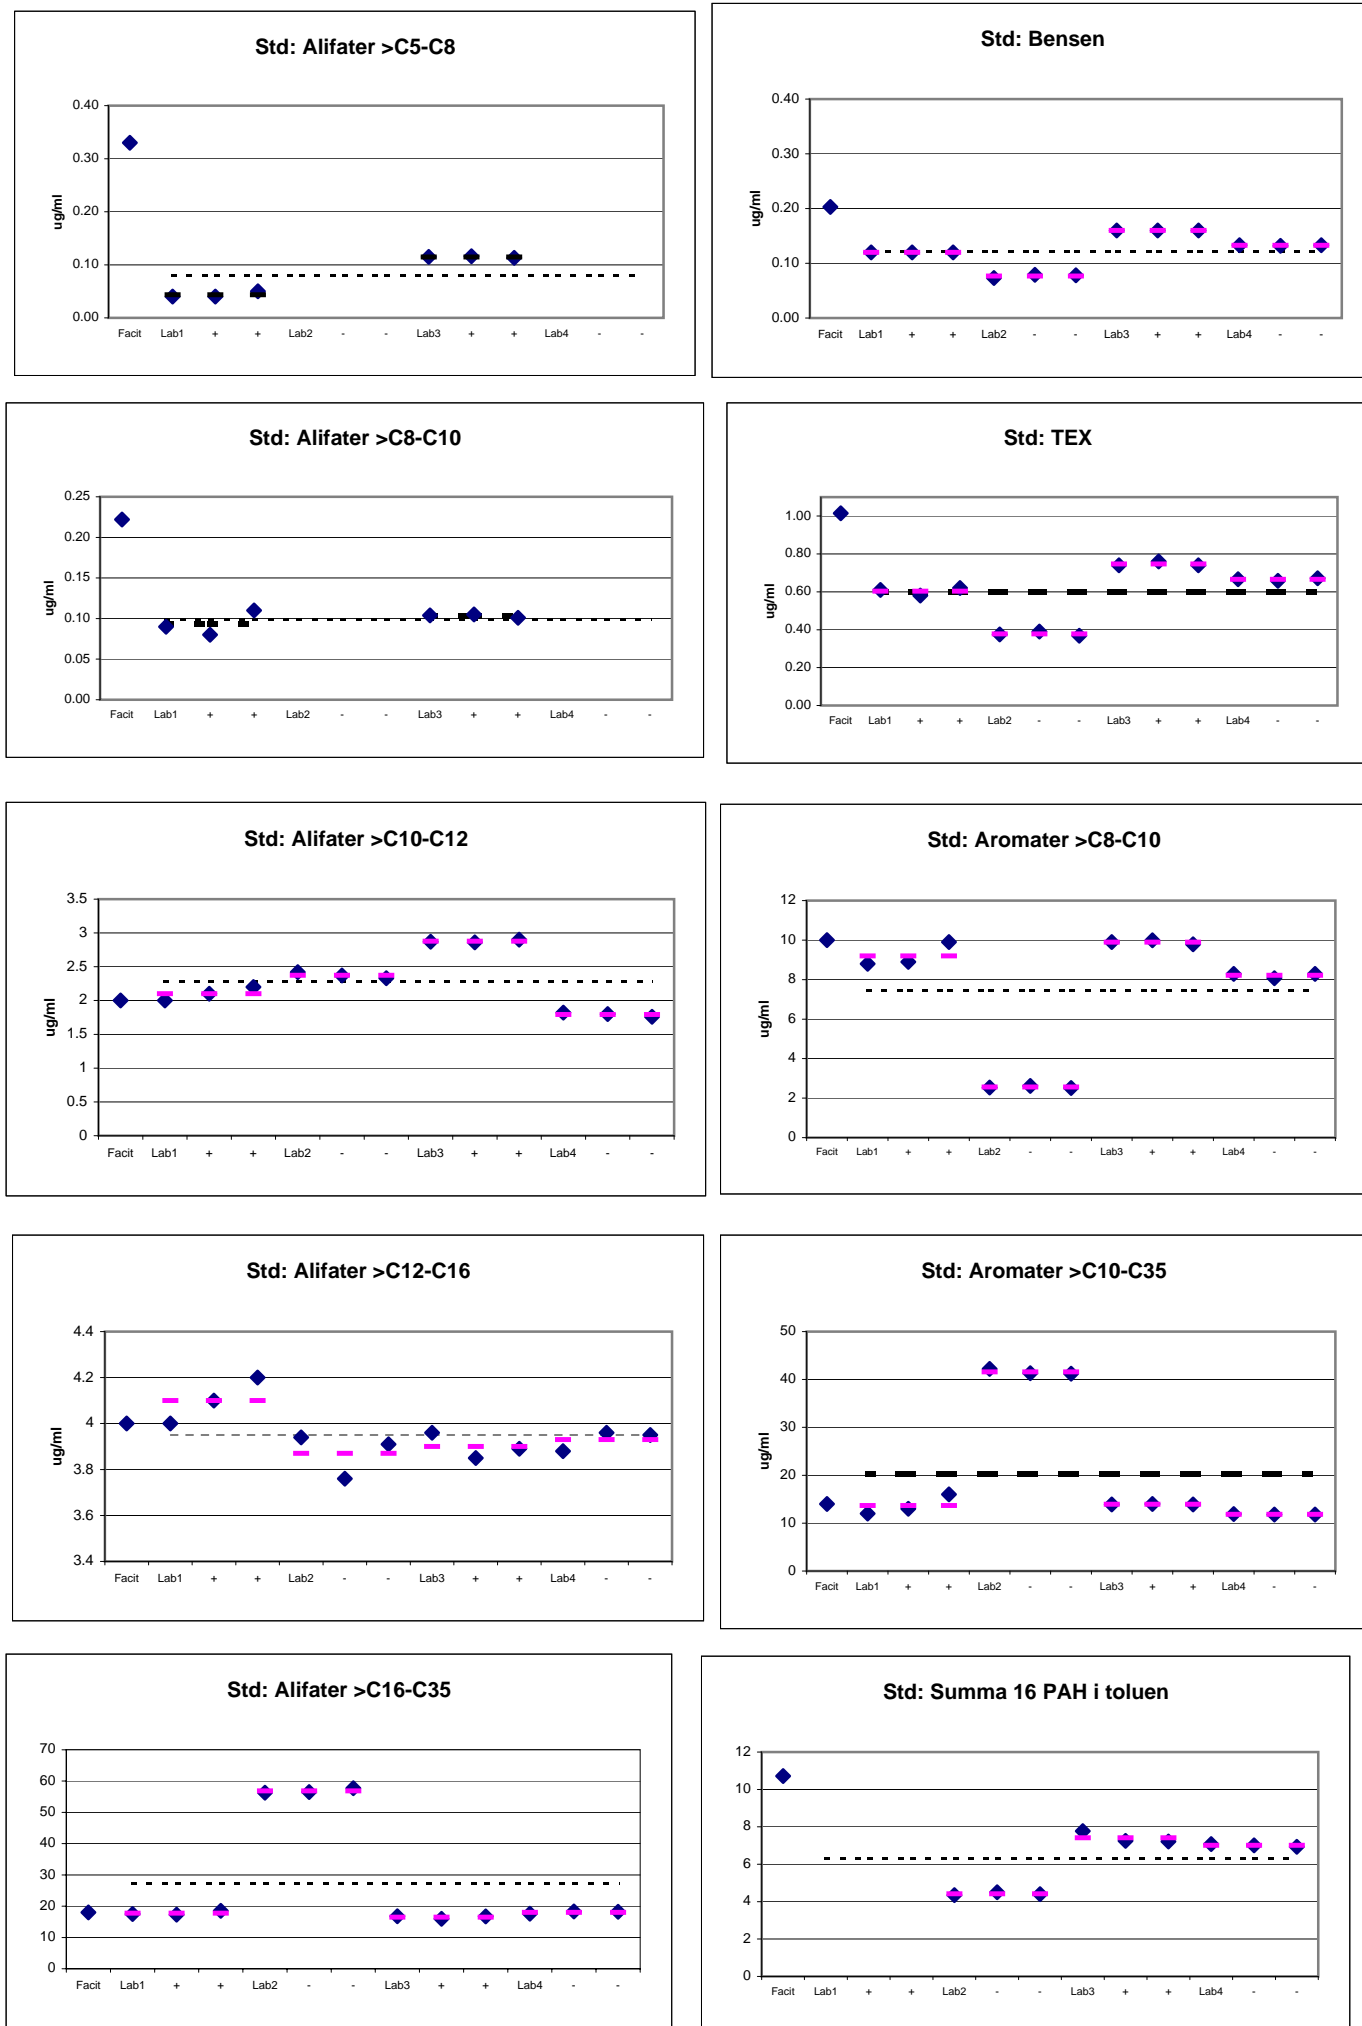 Std: Alifater >C5-C8
0.40
0.30
0.20
0.10
0.00
ug/ml
Facit Lab1 + + Lab2 - - Lab3 + + Lab4 - -
Std: Bensen
0.40
0.30
0.20
0.10
0.00
ug/ml
Facit Lab1 + + Lab2 - - Lab3 + + Lab4 - -
Std: Alifater >C8-C10
0.25
0.20
0.15
0.10
0.05
0.00
ug/ml
Facit Lab1 + + Lab2 - - Lab3 + + Lab4 - -
Std: TEX
1.00
0.80
0.60
0.40
0.20
0.00
ug/ml
Facit Lab1 + + Lab2 - - Lab3 + + Lab4 - -
Std: Alifater >C10-C12
3.5
3
2.5
2
1.5
1
0.5
0
ug/ml
Facit Lab1 + + Lab2 - - Lab3 + + Lab4 - -
Std: Aromater >C8-C10
12
10
8
6
4
2
0
ug/ml
Facit Lab1 + + Lab2 - - Lab3 + + Lab4 - -
Std: Alifater >C12-C16
4.4
4.2
4
3.8
3.6
3.4
ug/ml
Facit Lab1 + + Lab2 - - Lab3 + + Lab4 - -
Std: Aromater >C10-C35
50
40
30
20
10
0
ug/ml
Facit Lab1 + + Lab2 - - Lab3 + + Lab4 - -
Std: Alifater >C16-C35
70
60
50
40
30
20
10
0
Facit Lab1 + + Lab2 - - Lab3 + + Lab4 - -
Std: Summa 16 PAH i toluen
12
10
8
6
4
2
0
Facit Lab1 + + Lab2 - - Lab3 + + Lab4 - -